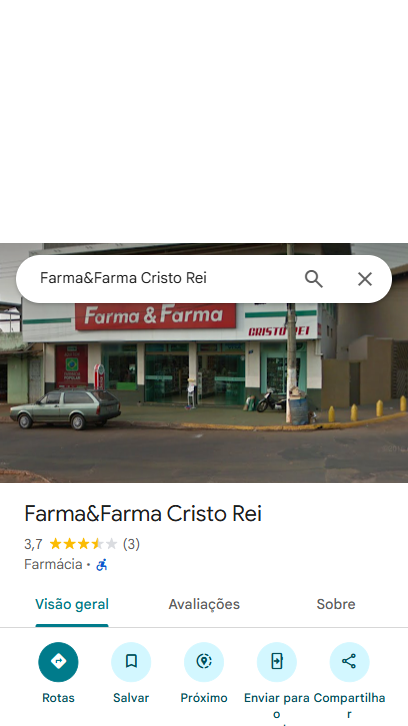 Farma&Farma Cristo Rei
Farma & Farma
CRISTO REI
Farma&Farma Cristo Rei
3,7 (3)
Farmácia •
Visão geral Avaliações Sobre
Rotas Salvar Próximo Enviar para o Compartilhar